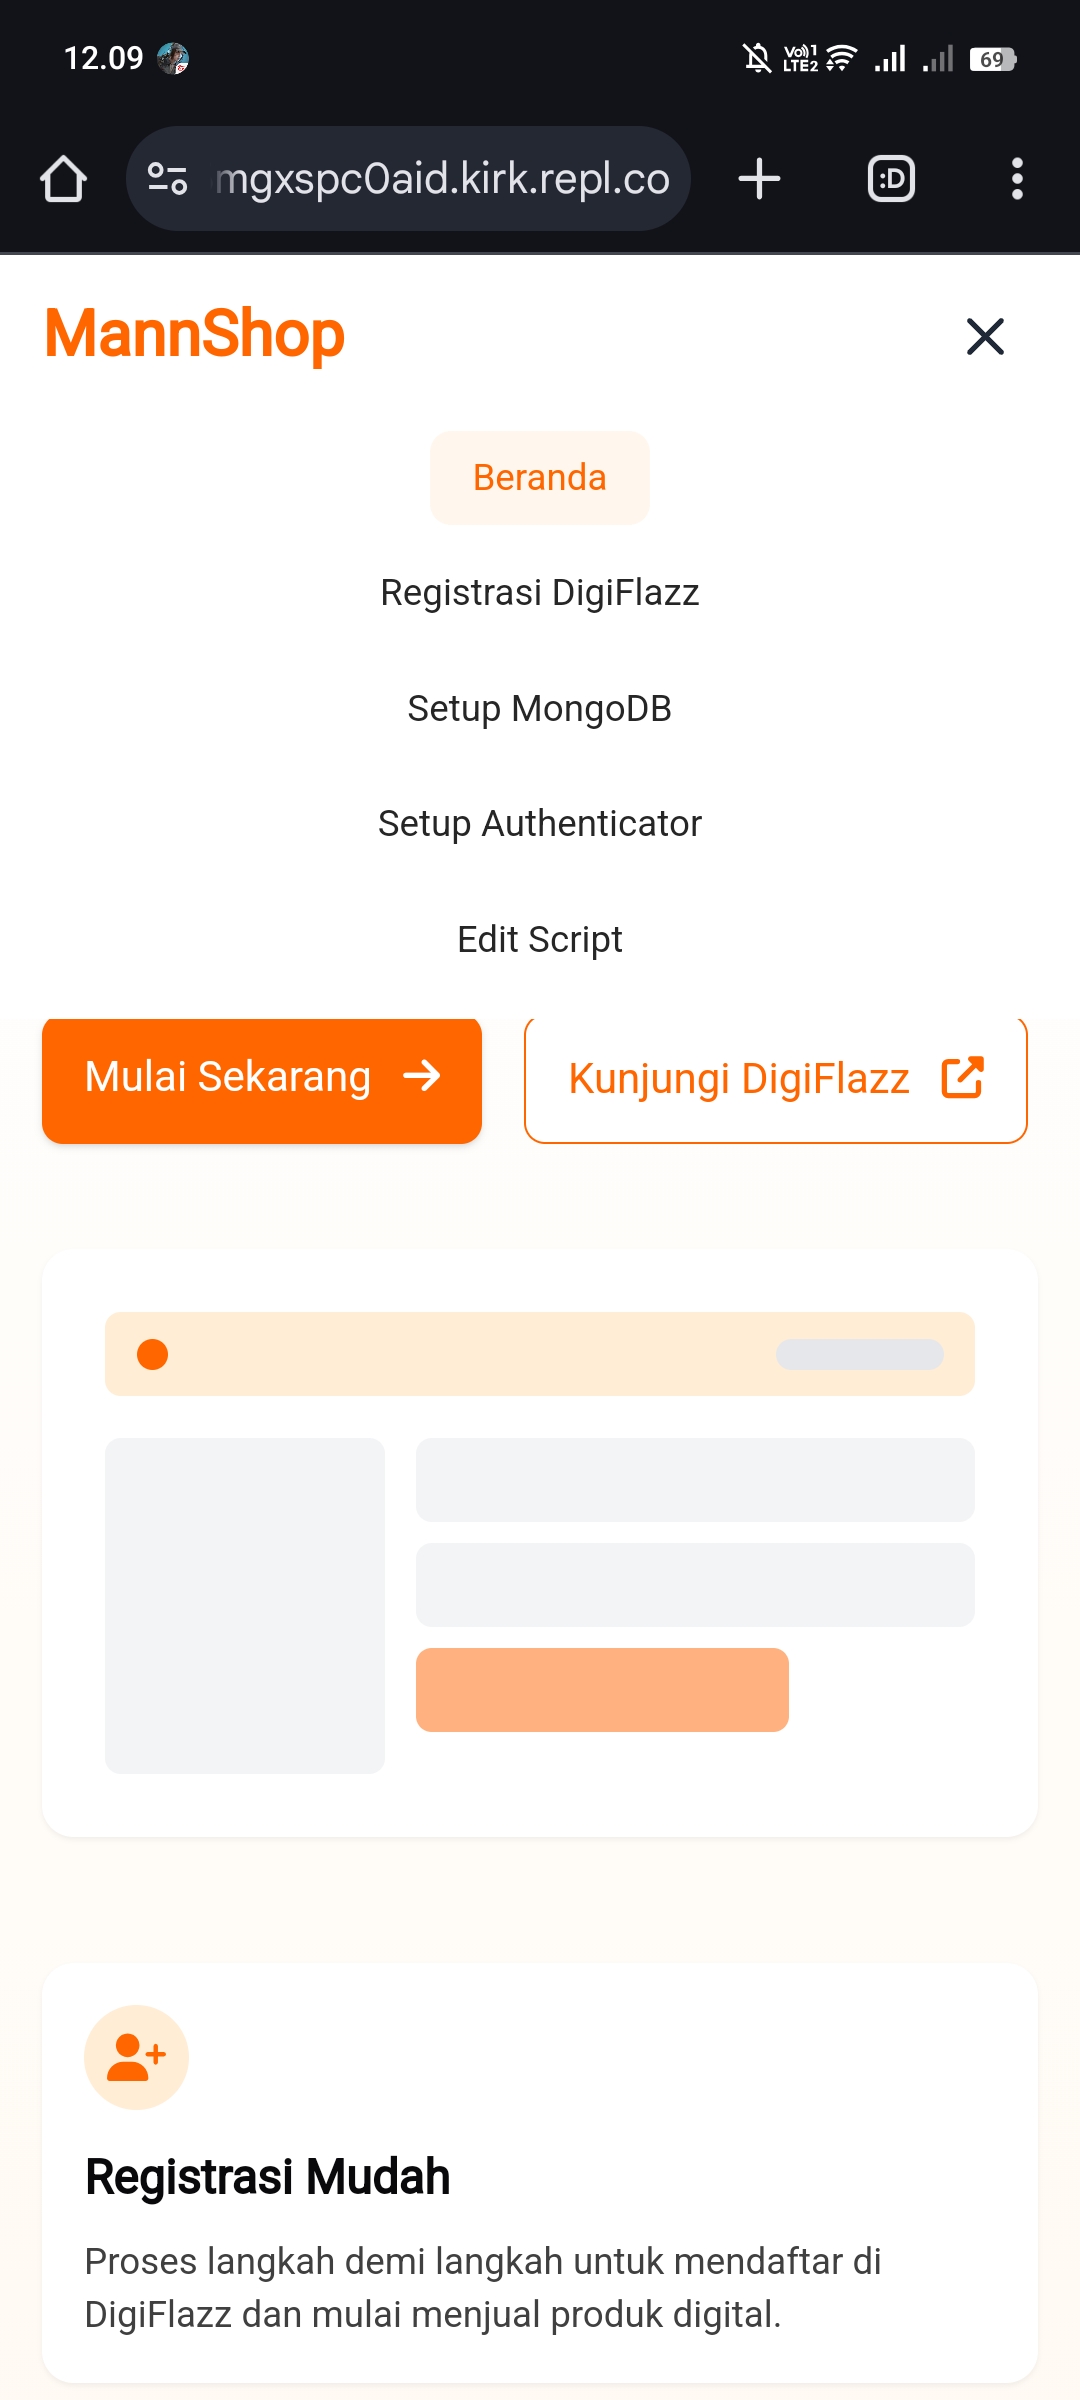 12.09
Vo))1
LTE2
69
mgxspc0aid.kirk.repl.co
:D
MannShop
Beranda
Registrasi DigiFlazz
Setup MongoDB
Setup Authenticator
Edit Script
Mulai Sekarang
Kunjungi DigiFlazz
Registrasi Mudah
Proses langkah demi langkah untuk mendaftar di
DigiFlazz dan mulai menjual produk digital.